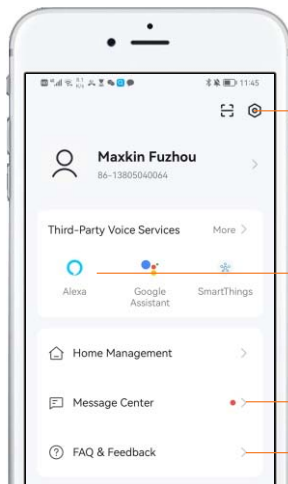 11:45
Maxkin Fuzhou
86-13805040064
Third-Party Voice Services
More
Alexa
Google
Assistant
SmartThings
Home Management
Message Center
FAQ & Feedback